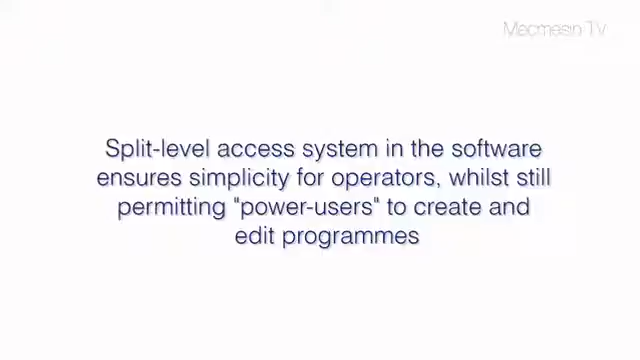 Mecmesin TV
Split-level access system in the software
ensures simplicity for operators, whilst still
permitting "power-users" to create and
edit programmes